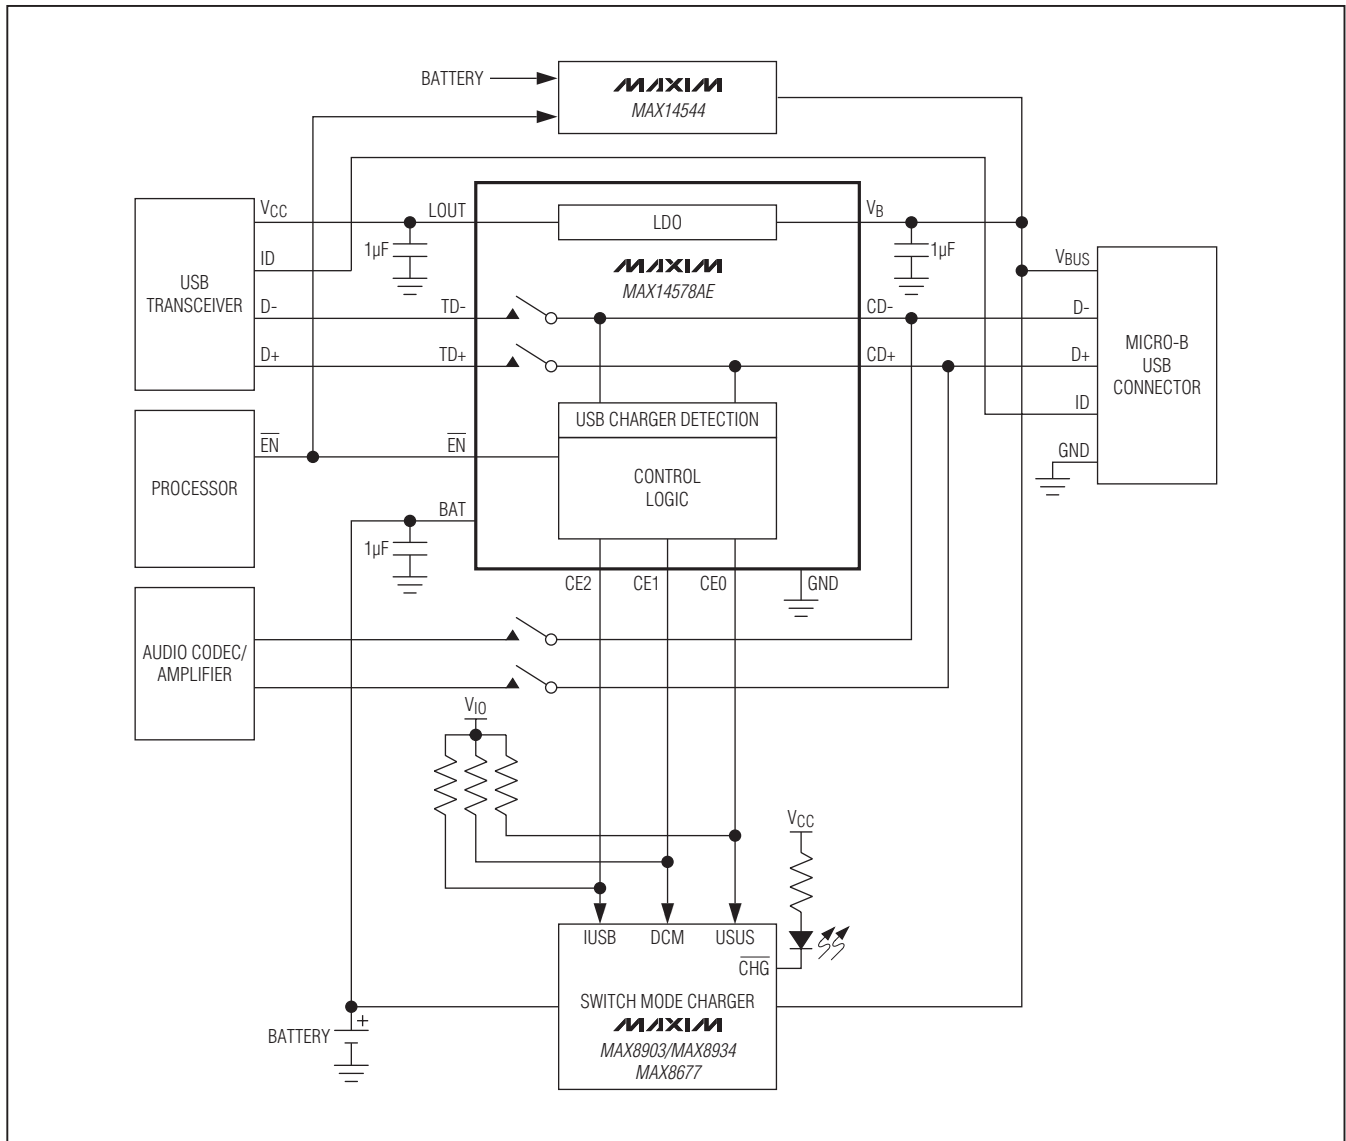 BATTERY
MAXIM
MAX14544
USB
TRANSCEIVER
VCC
ID
D-
D+
1µF
LOUT
TD-
TD+
LDO
MAXIM
MAX14578AE
VB
1µF
CD-
CD+
VBUS
D-
D+
ID
GND
MICRO-B
USB
CONNECTOR
USB CHARGER DETECTION
CONTROL
LOGIC
PROCESSOR
EN
EN
BAT
1µF
CE2
CE1
CE0
GND
AUDIO CODEC/
AMPLIFIER
VIO
VCC
IUSB
DCM
USUS
CHG
SWITCH MODE CHARGER
MAXIM
MAX8903/MAX8934
MAX8677
BATTERY
+